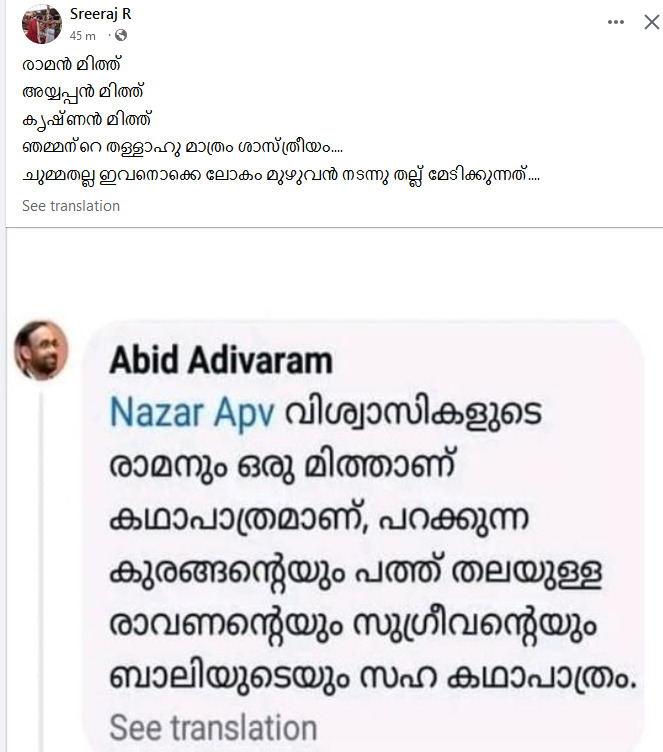 Sreeraj R
45 m
രാമൻ മിത്ത്
അയ്യപ്പൻ മിത്ത്
കൃഷ്ണൻ മിത്ത്
ഞമ്മന്റെ തള്ളാഹു മാത്രം ശാസ്ത്രീയം....
ചുമ്മതല്ല ഇവനൊക്കെ ലോകം മുഴുവൻ നടന്നു തല്ല് മേടിക്കുന്നത്....
See translation
Abid Adivaram
Nazar Apv വിശ്വാസികളുടെ
രാമനും ഒരു മിത്താണ്
കഥാപാത്രമാണ്, പറക്കുന്ന
കുരങ്ങന്റെയും പത്ത് തലയുള്ള
രാവണന്റെയും സുഗ്രീവന്റെയും
ബാലിയുടെയും സഹ കഥാപാത്രം.
See translation